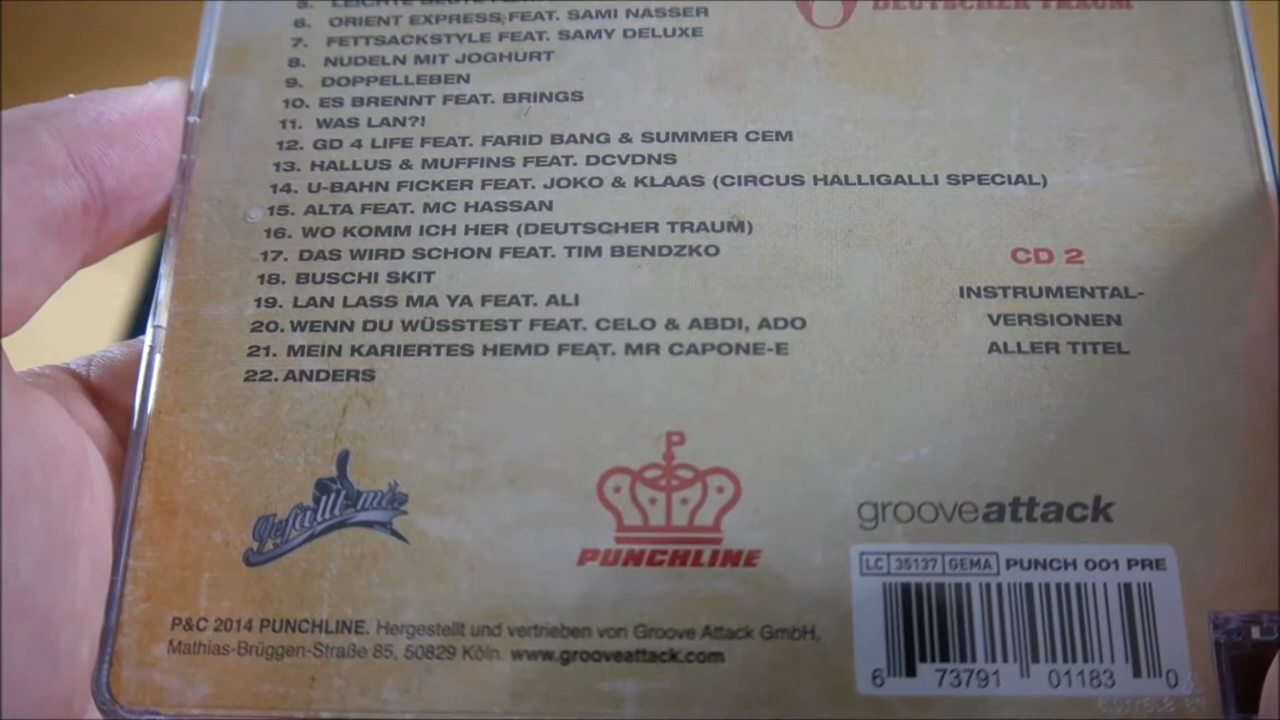 5. LEICHTE BEUTE
DEUTSCHER TRAUM
6. ORIENT EXPRESS FEAT. SAMI NASSER
7. FETTSACKSTYLE FEAT. SAMY DELUXE
8. NUDELN MIT JOGHURT
9. DOPPELLEBEN
10. ES BRENNT FEAT. BRINGS
11. WAS LAN?!
12. GD 4 LIFE FEAT. FARID BANG & SUMMER CEM
13. HALLUS & MUFFINS FEAT. DCVDNS
14. U-BAHN FICKER FEAT. JOKO & KLAAS (CIRCUS HALLIGALLI SPECIAL)
15. ALTA FEAT. MC HASSAN
16. WO KOMM ICH HER (DEUTSCHER TRAUM)
17. DAS WIRD SCHON FEAT. TIM BENDZKO
18. BUSCHI SKIT
19. LAN LASS MA YA FEAT. ALI
20. WENN DU WÜSSTEST FEAT. CELO & ABDI, ADO
21. MEIN KARIERTES HEMD FEAT. MR CAPONE-E
22. ANDERS
CD 2
INSTRUMENTAL-
VERSIONEN
ALLER TITEL
gefällt mir
P
PUNCHLINE
grooveattack
LC 35137 GEMA PUNCH 001 PRE
6 73791 01183 0
P&C 2014 PUNCHLINE. Hergestellt und vertrieben von Groove Attack GmbH,
Mathias-Brüggen-Straße 85, 50829 Köln. www.grooveattack.com